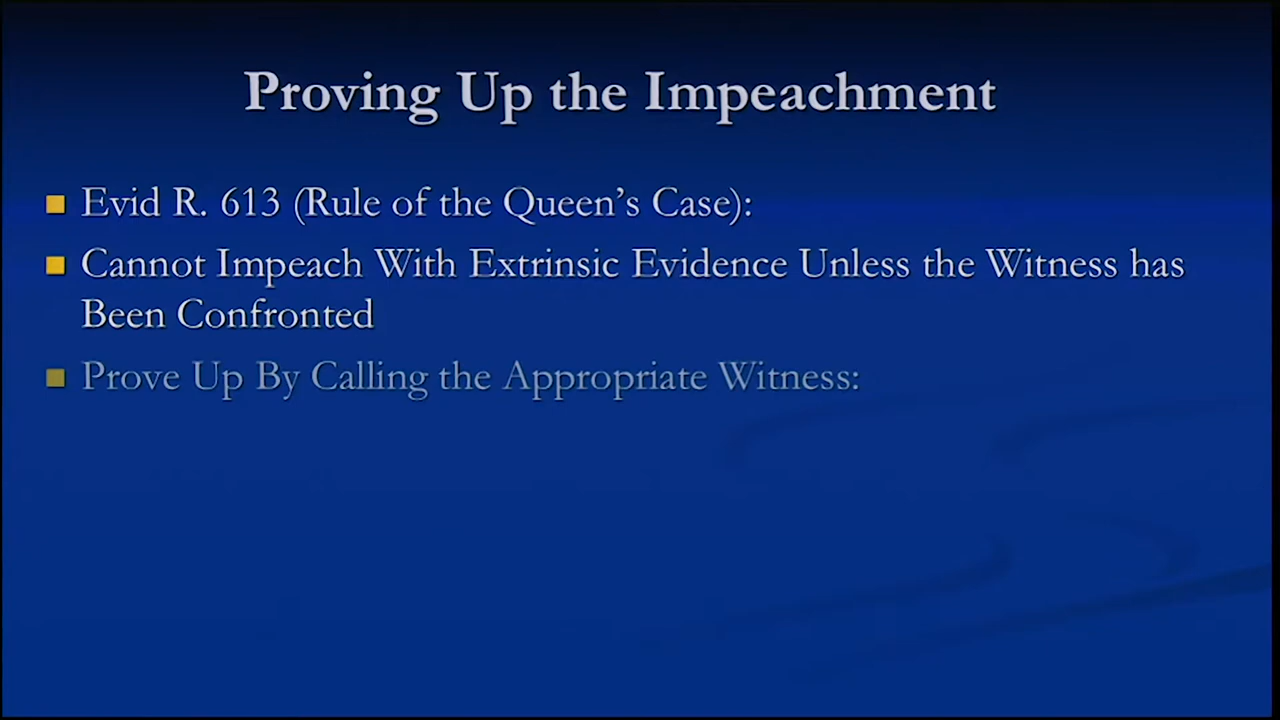 Proving Up the Impeachment
Evid R. 613 (Rule of the Queen's Case):
Cannot Impeach With Extrinsic Evidence Unless the Witness has
Been Confronted
Prove Up By Calling the Appropriate Witness: